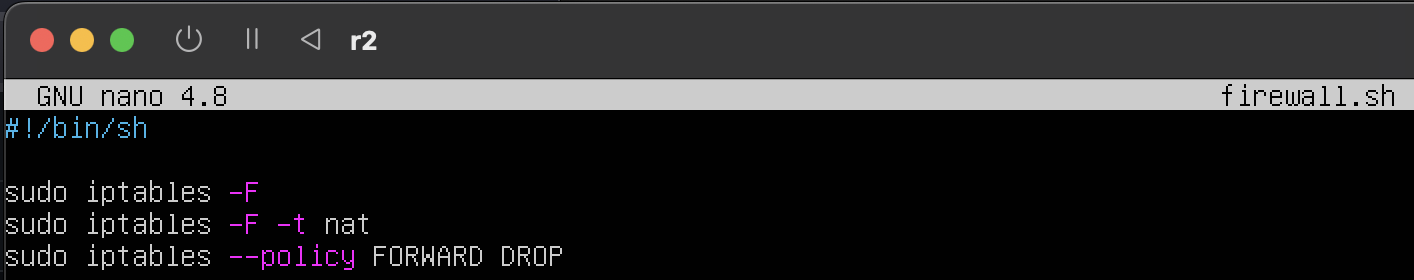 r2
GNU nano 4.8 firewall.sh
#!/bin/sh
sudo iptables -F
sudo iptables -F -t nat
sudo iptables --policy FORWARD DROP